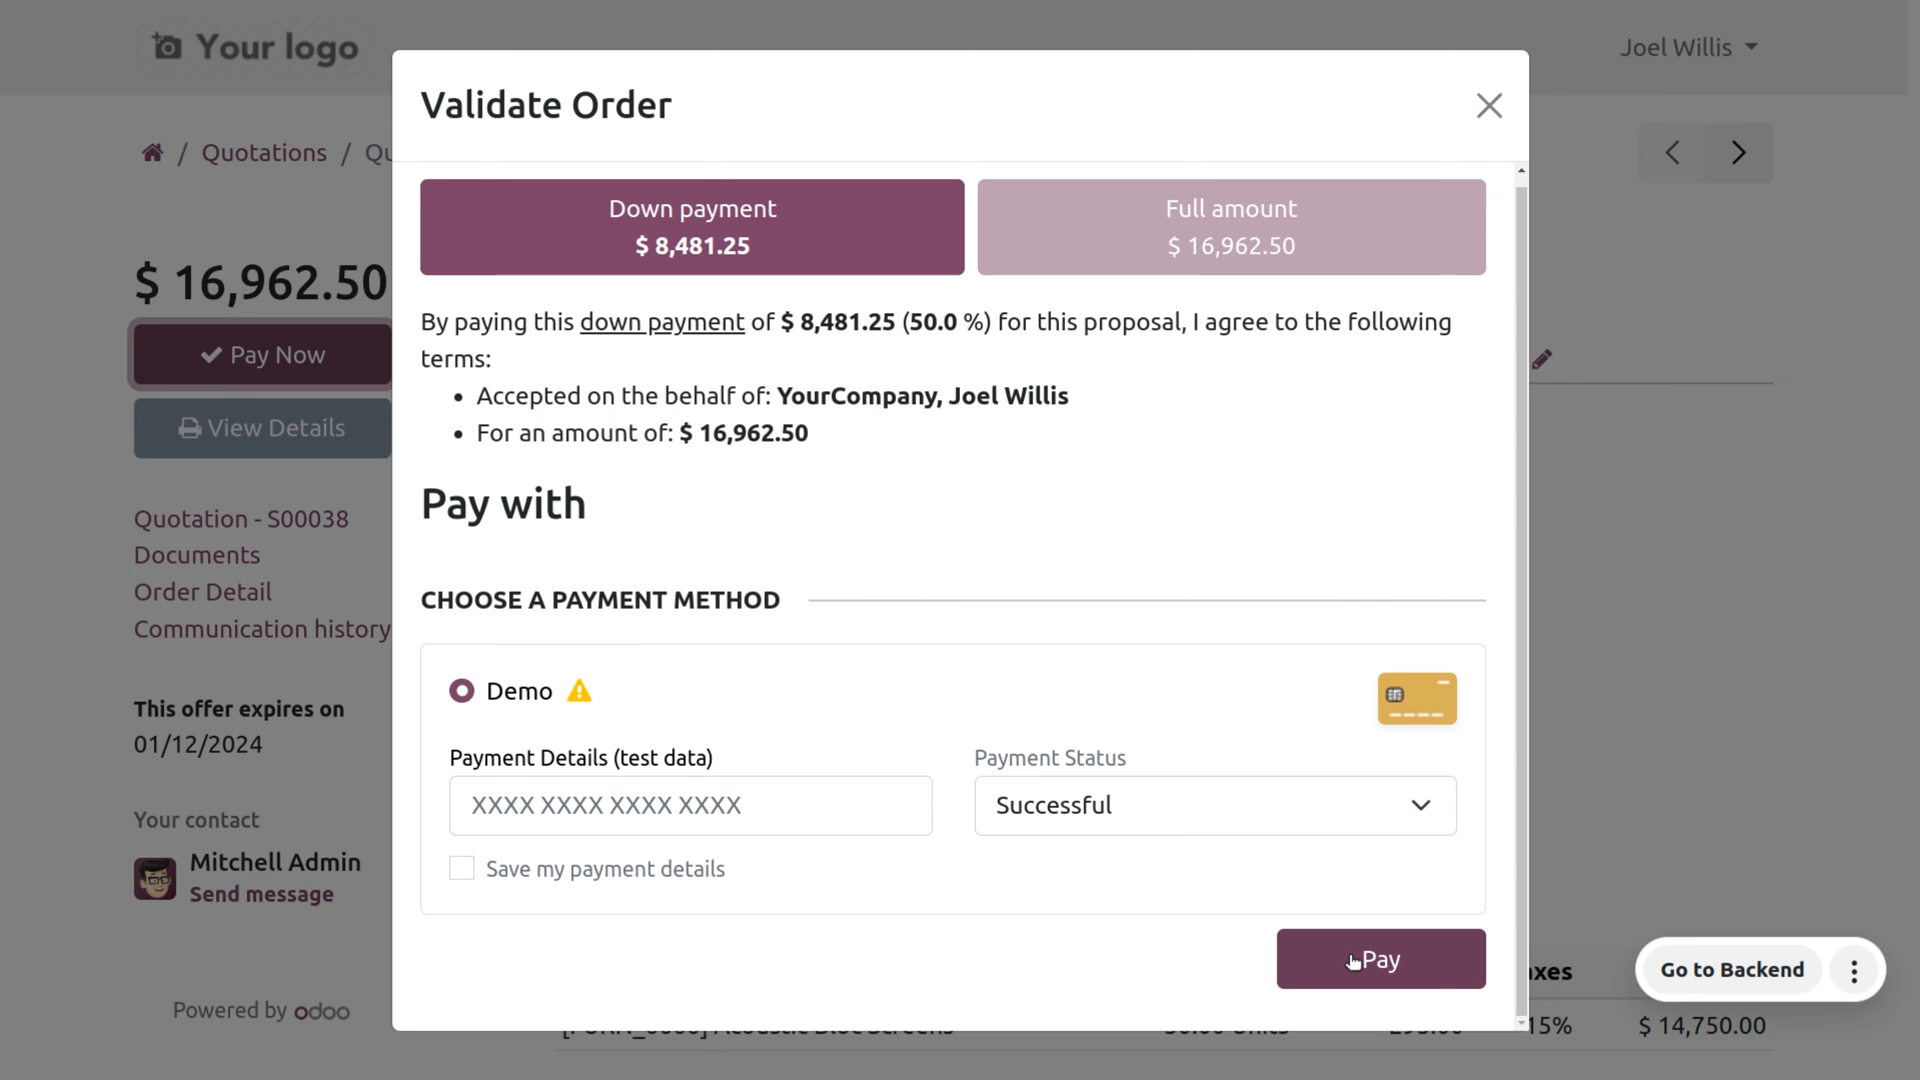 Your logo
Joel Willis
Validate Order
/ Quotations / Qu
Down payment
$ 8,481.25
Full amount
$ 16,962.50
$ 16,962.50
Pay Now
View Details
By paying this down payment of $ 8,481.25 (50.0 %) for this proposal, I agree to the following
terms:
• Accepted on the behalf of: YourCompany, Joel Willis
• For an amount of: $ 16,962.50
Pay with
Quotation - S00038
Documents
Order Detail
Communication history
CHOOSE A PAYMENT METHOD
Demo
This offer expires on
01/12/2024
Payment Details (test data)
XXXX XXXX XXXX XXXX
Payment Status
Successful
Save my payment details
Your contact
Mitchell Admin
Send message
Pay
Powered by odoo
Go to Backend
15% $ 14,750.00